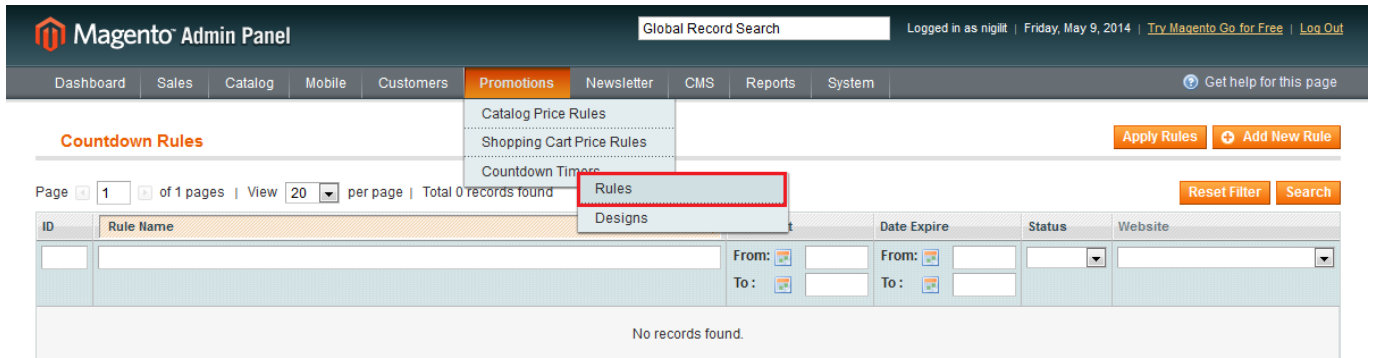 Magento Admin Panel
Global Record Search
Logged in as nigilit | Friday, May 9, 2014 | Try Magento Go for Free | Log Out
Dashboard Sales Catalog Mobile Customers Promotions Newsletter CMS Reports System Get help for this page
Catalog Price Rules
Shopping Cart Price Rules
Countdown Timers
Rules
Designs
Countdown Rules
Apply Rules Add New Rule
Page 1 of 1 pages | View 20 per page | Total 0 records found
Reset Filter Search
ID Rule Name Date Expire Status Website
From: From:
To : To :
No records found.